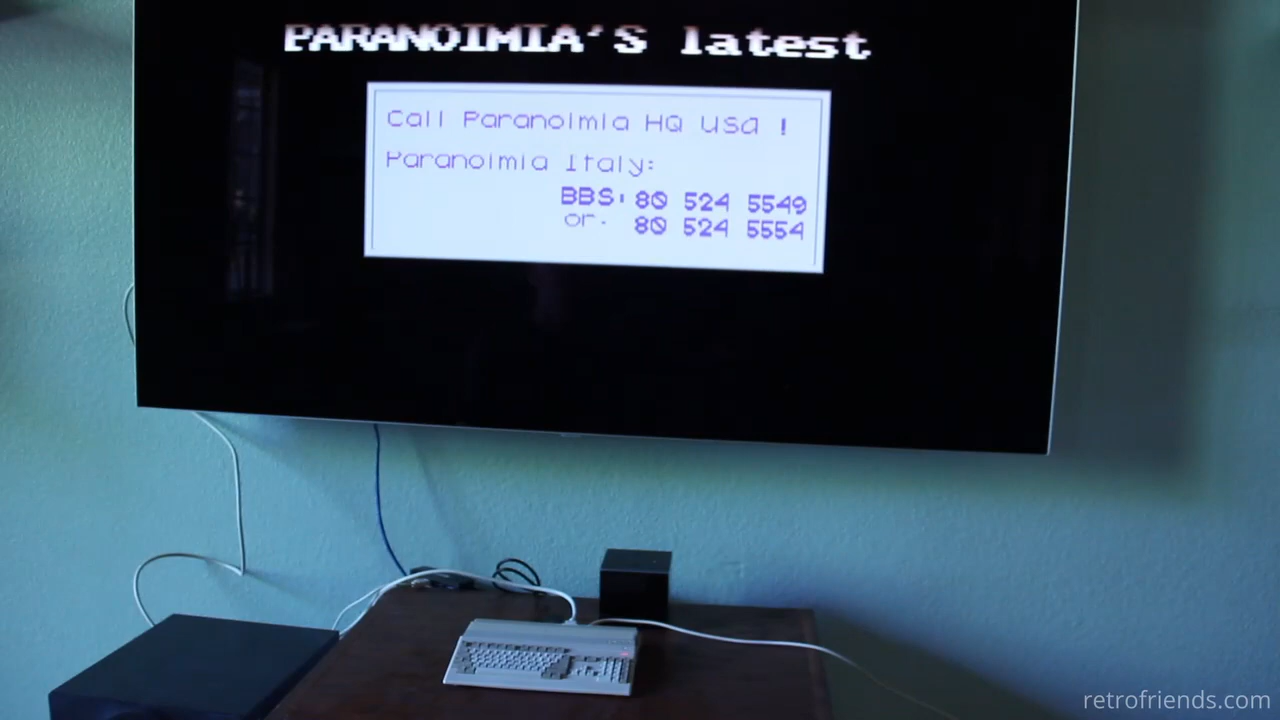 PARANOIMIA'S latest
Call Paranoimia HQ USA !
Paranoimia Italy:
BBS: 80 524 5549
or. 80 524 5554
retrofriends.com